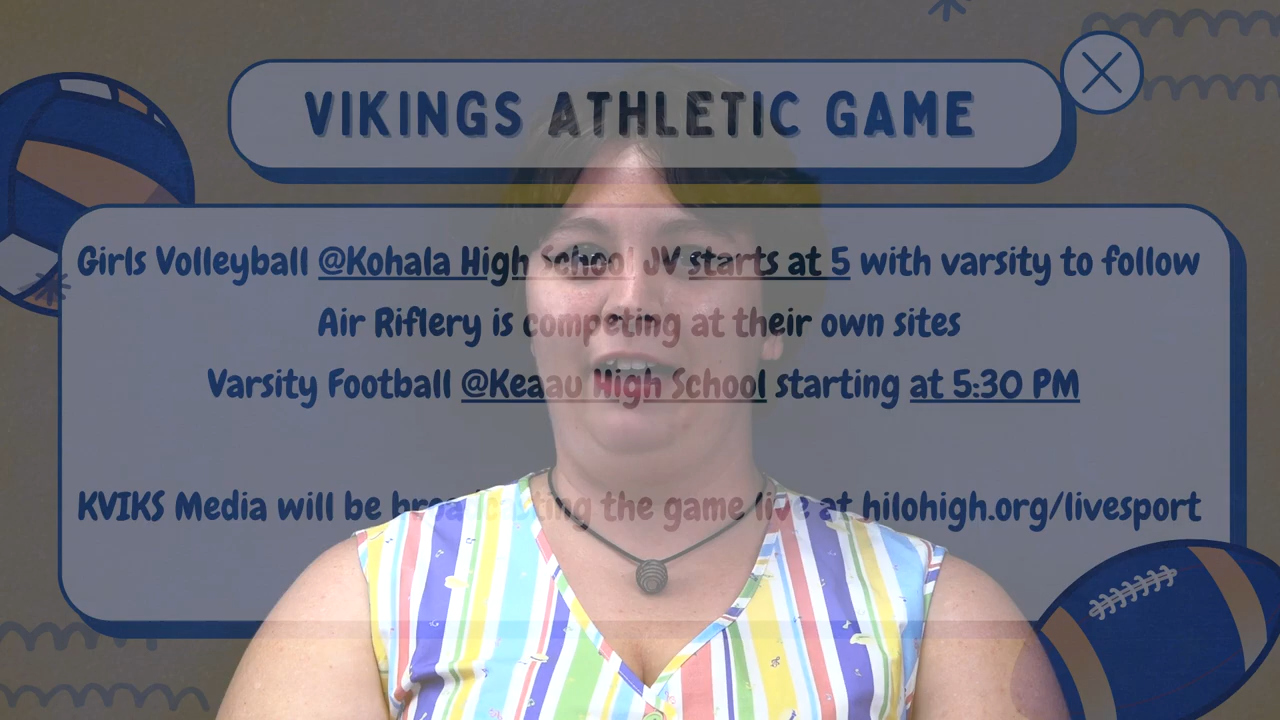 VIKINGS ATHLETIC GAME
Girls Volleyball @Kohala High School JV starts at 5 with varsity to follow
Air Riflery is competing at their own sites
Varsity Football @Keaau High School starting at 5:30 PM
KVIKS Media will be broadcasting the game live at hilohigh.org/livesport